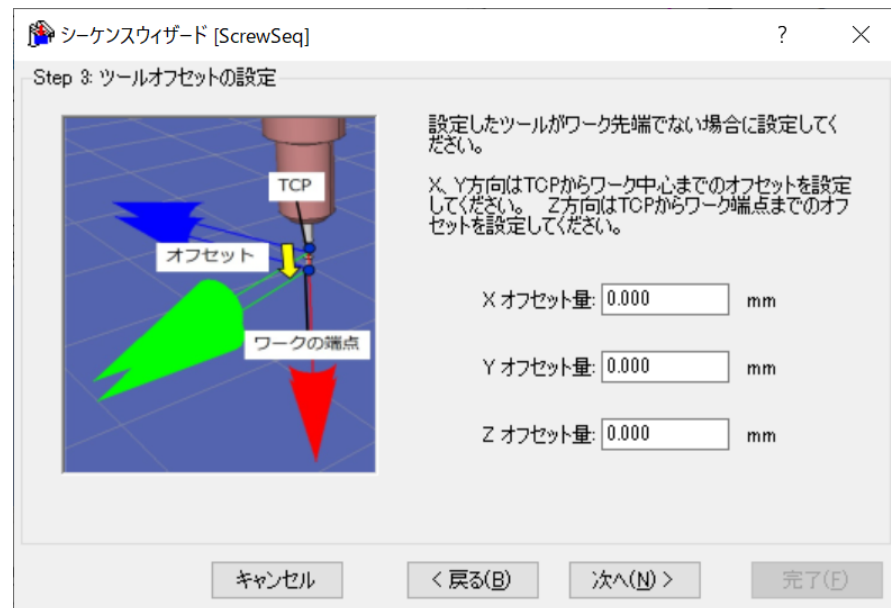 シーケンスウィザード [ScrewSeq]
?
Step 3: ツールオフセットの設定
設定したツールがワーク先端でない場合に設定してく
ださい。
X、Y方向はTCPからワーク中心までのオフセットを設定
してください。 Z方向はTCPからワーク端点までのオフ
セットを設定してください。
TCP
オフセット
ワークの端点
X オフセット量: 0.000 mm
Y オフセット量: 0.000 mm
Z オフセット量: 0.000 mm
キャンセル
< 戻る(B)
次へ(N) >
完了(F)